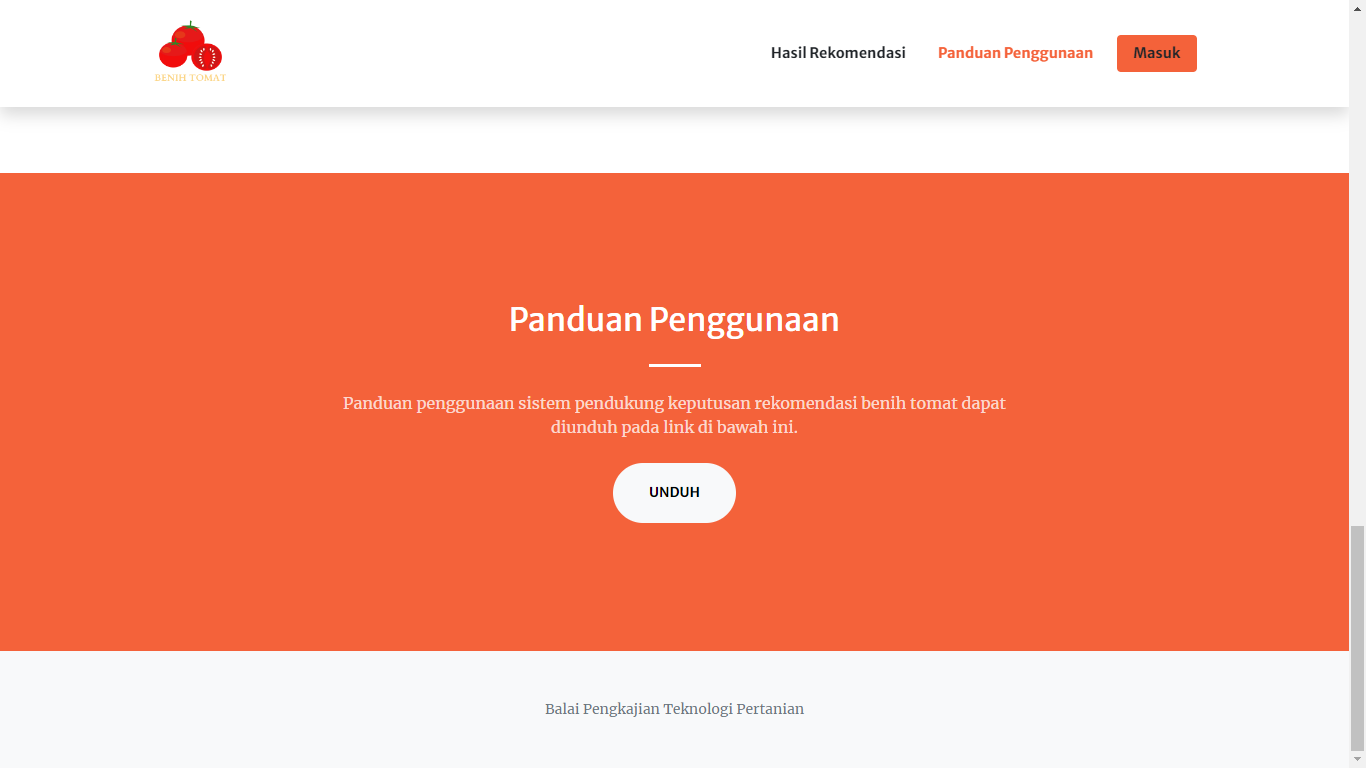 BENIH TOMAT
Hasil Rekomendasi
Panduan Penggunaan
Masuk
Panduan Penggunaan
Panduan penggunaan sistem pendukung keputusan rekomendasi benih tomat dapat
diunduh pada link di bawah ini.
UNDUH
Balai Pengkajian Teknologi Pertanian